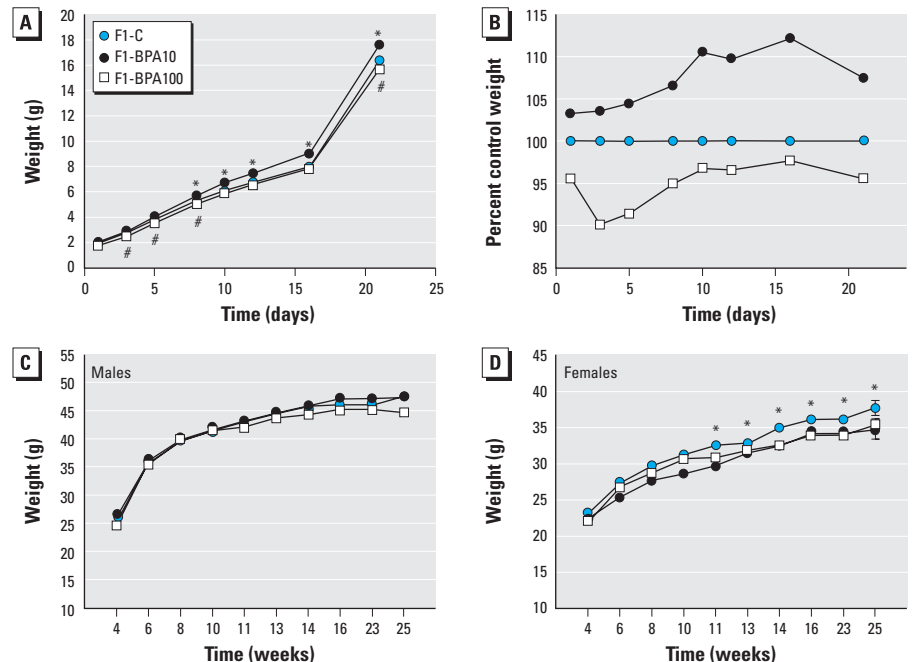 A
F1-C
F1-BPA10
F1-BPA100
Weight (g)
18
16
14
12
10
8
6
4
2
0
* * * * *
# # # #
0 5 10 15 20 25
Time (days)
B
Percent control weight
115
110
105
100
95
90
85
0 5 10 15 20
Time (days)
C
Males
Weight (g)
55
50
45
40
35
30
25
20
15
10
4 6 8 10 11 13 14 16 23 25
Time (weeks)
D
Females
Weight (g)
45
40
35
30
25
20
15
10
* * * * * *
4 6 8 10 11 13 14 16 23 25
Time (weeks)